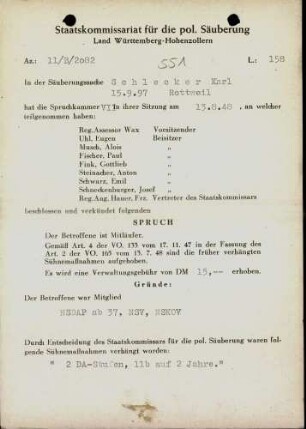 Staatskommissariat für die pol. Säuberung
Land Württemberg-Hohenzollern
Az.: 11/B/2082 551 L.: 158
In der Säuberungssache Schlecker Karl
15.9.97 Rottweil
hat die Spruchkammer VII in ihrer Sitzung am 13.8.48, an welcher
teilgenommen haben:
Reg.Assessor Wax Vorsitzender
Uhl, Eugen Beisitzer
Mauch, Alois "
Fischer, Paul "
Fink, Gottlieb "
Steinacher, Anton "
Schwarz, Emil "
Schneckenburger, Josef "
Reg.Ang. Hauer, Frz. Vertreter des Staatskommissars
beschlossen und verkündet folgenden
SPRUCH
Der Betroffene ist Mitläufer.
Gemäß Art. 4 der VO. 133 vom 17. 11. 47 in der Fassung des
Art. 2 der VO. 165 vom 13. 7. 48 sind die früher verhängten
Sühnemaßnahmen aufgehoben.
Es wird eine Verwaltungsgebühr von DM 15,-- erhoben.
Gründe:
Der Betroffene war Mitglied
NSDAP ab 37, NSV, NSKOV
Durch Entscheidung des Staatskommissars für die pol. Säuberung waren fol-
gende Sühnemaßnahmen verhängt worden:
" 2 DA-Stufen, 11b auf 2 Jahre."